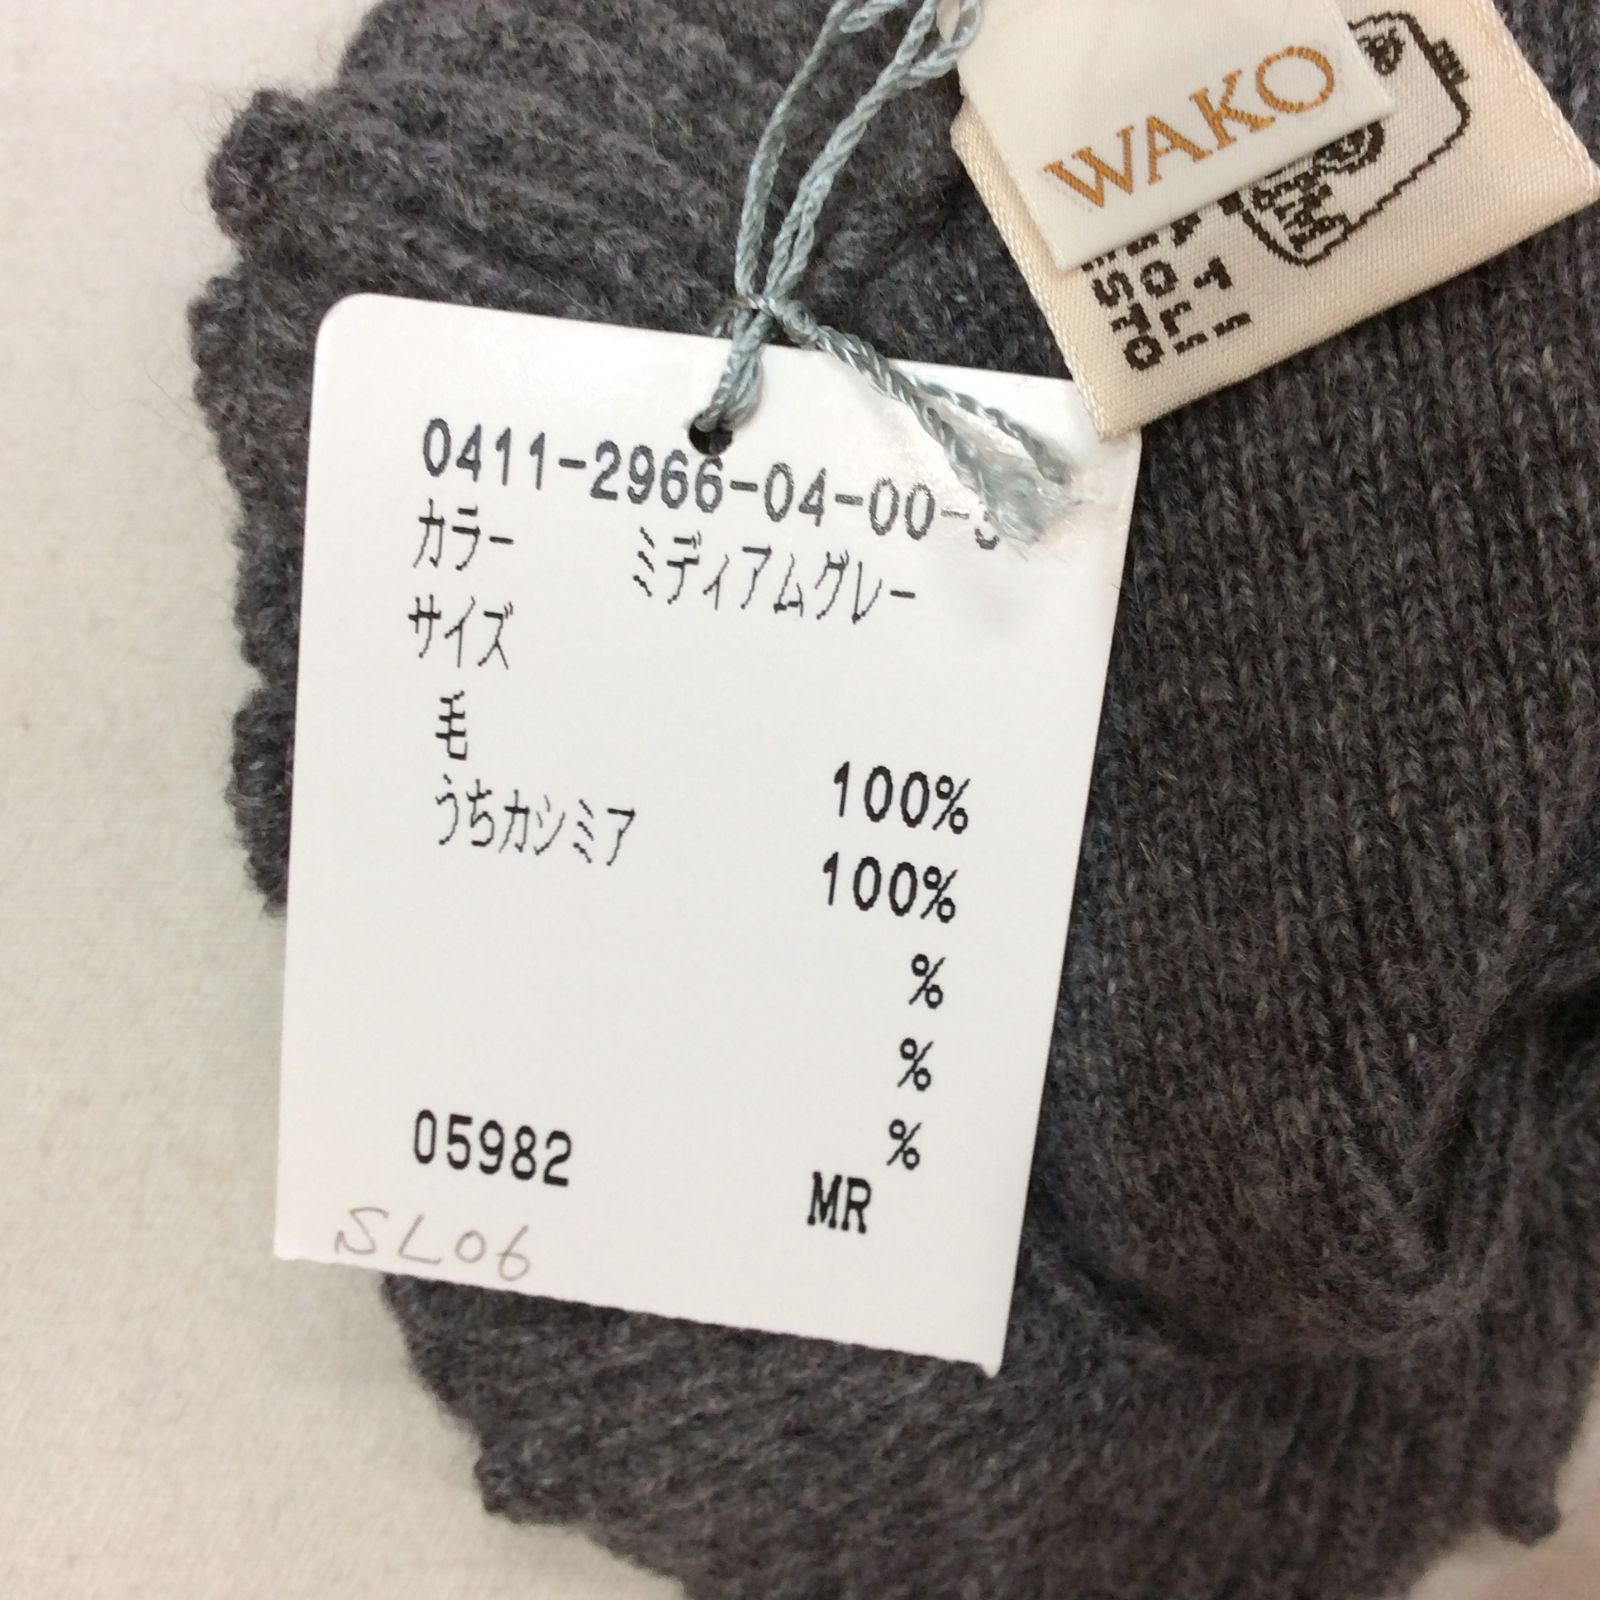 WAKO
0411-2966-04-00-
カラー ミディアムグレー
サイズ
毛 100%
うちカシミア 100%
%
%
%
05982 MR
SL06